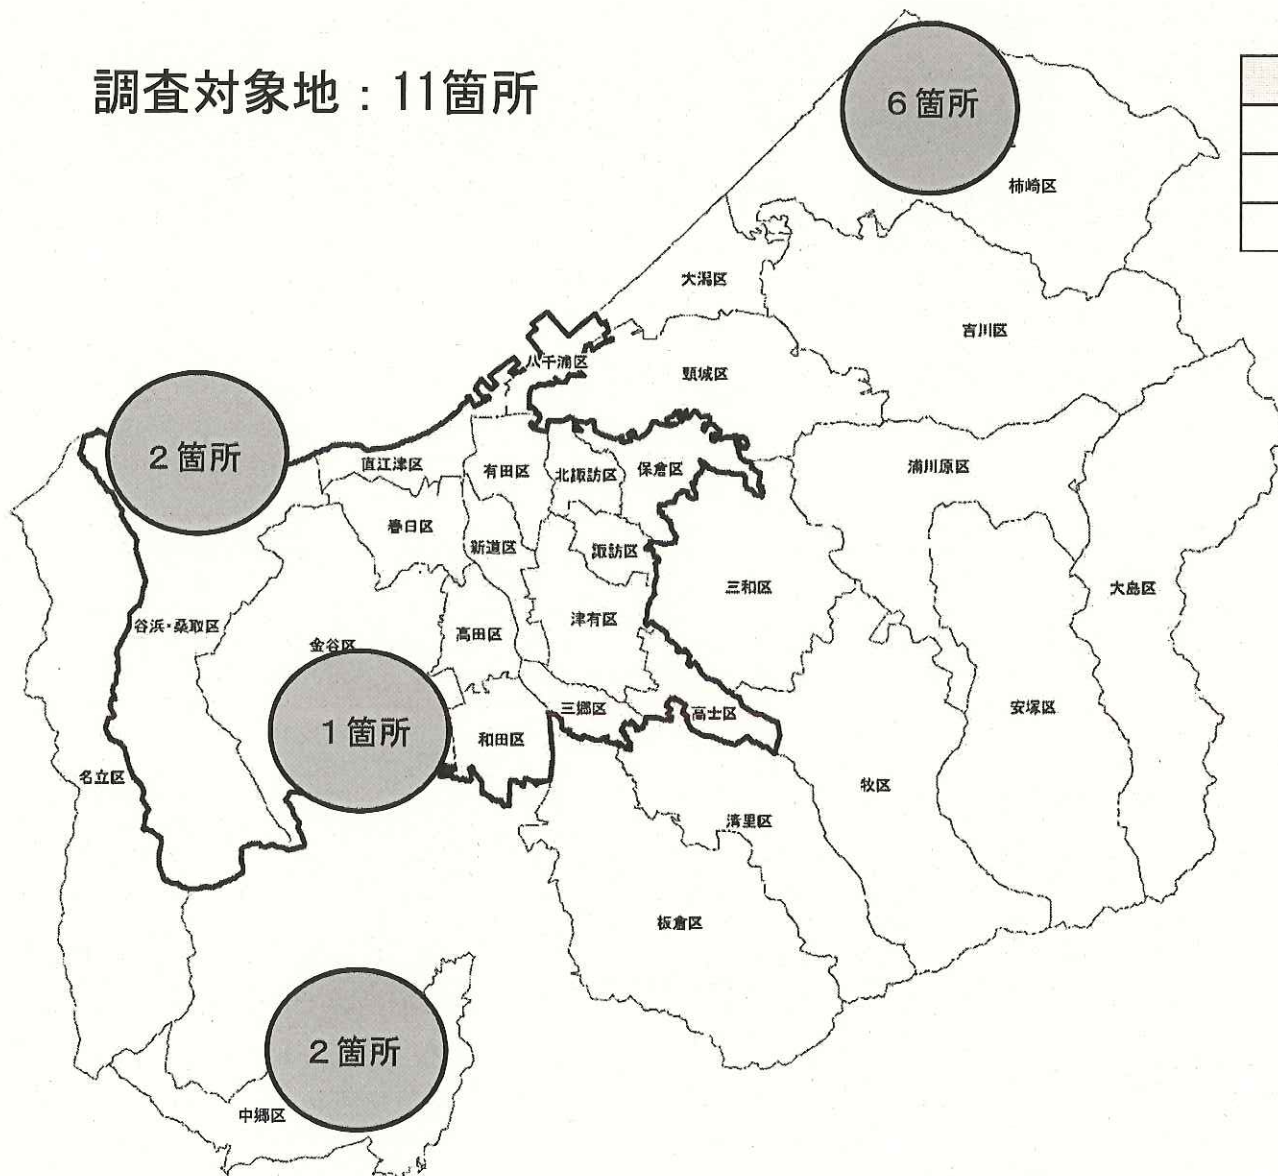 調査対象地：11箇所
6箇所
柿崎区
大潟区
吉川区
八千浦区
頸城区
2箇所
直江津区
有田区
北諏訪区
保倉区
浦川原区
春日区
新道区
諏訪区
三和区
大島区
谷浜・桑取区
金谷区
高田区
津有区
1箇所
和田区
三郷区
高士区
安塚区
名立区
牧区
清里区
板倉区
2箇所
中郷区